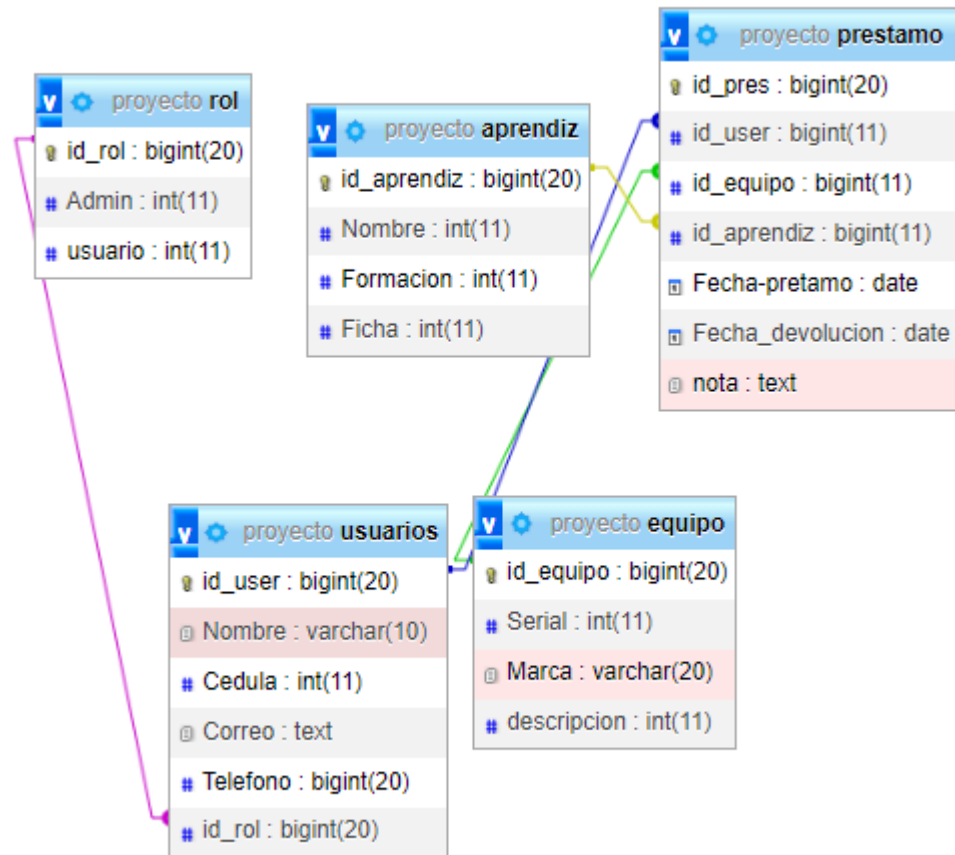 proyecto rol
id_rol : bigint(20)
Admin : int(11)
usuario : int(11)
proyecto aprendiz
id_aprendiz : bigint(20)
Nombre : int(11)
Formacion : int(11)
Ficha : int(11)
proyecto prestamo
id_pres : bigint(20)
id_user : bigint(11)
id_equipo : bigint(11)
id_aprendiz : bigint(11)
Fecha-pretamo : date
Fecha_devolucion : date
nota : text
proyecto usuarios
id_user : bigint(20)
Nombre : varchar(10)
Cedula : int(11)
Correo : text
Telefono : bigint(20)
id_rol : bigint(20)
proyecto equipo
id_equipo : bigint(20)
Serial : int(11)
Marca : varchar(20)
descripcion : int(11)